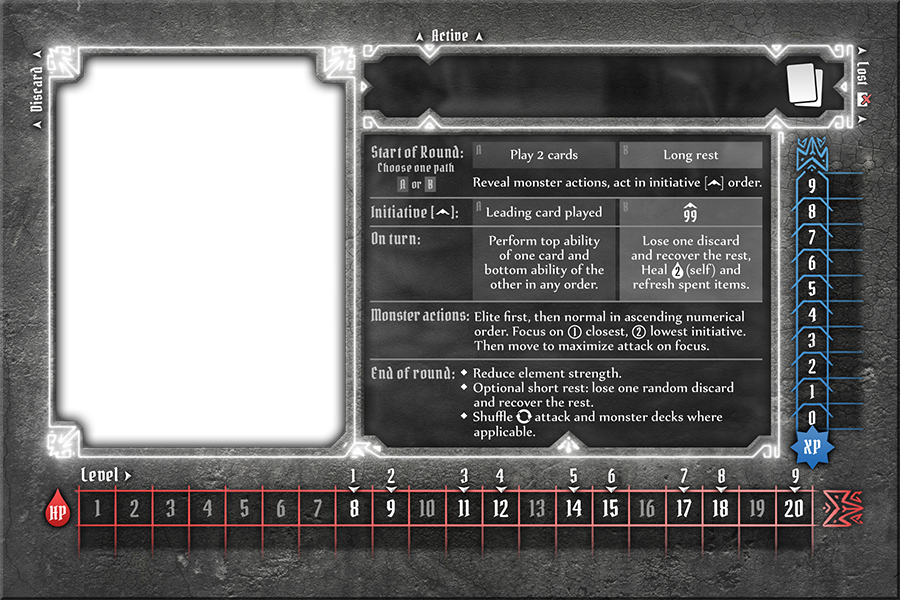 Active
Discard
Lost
Start of Round:
Choose one path
A or B
A Play 2 cards
B Long rest
Reveal monster actions, act in initiative [ ] order.
Initiative [ ]:
A Leading card played
B 99
On turn:
Perform top ability
of one card and
bottom ability of the
other in any order.
Lose one discard
and recover the rest,
Heal 2 (self) and
refresh spent items.
Monster actions:
Elite first, then normal in ascending numerical
order. Focus on 1 closest, 2 lowest initiative.
Then move to maximize attack on focus.
End of round:
Reduce element strength.
Optional short rest: lose one random discard
and recover the rest.
Shuffle attack and monster decks where
applicable.
9
8
7
6
5
4
3
2
1
0
XP
Level 1 2 3 4 5 6 7 8 9
HP 1 2 3 4 5 6 7 8 9 10 11 12 13 14 15 16 17 18 19 20